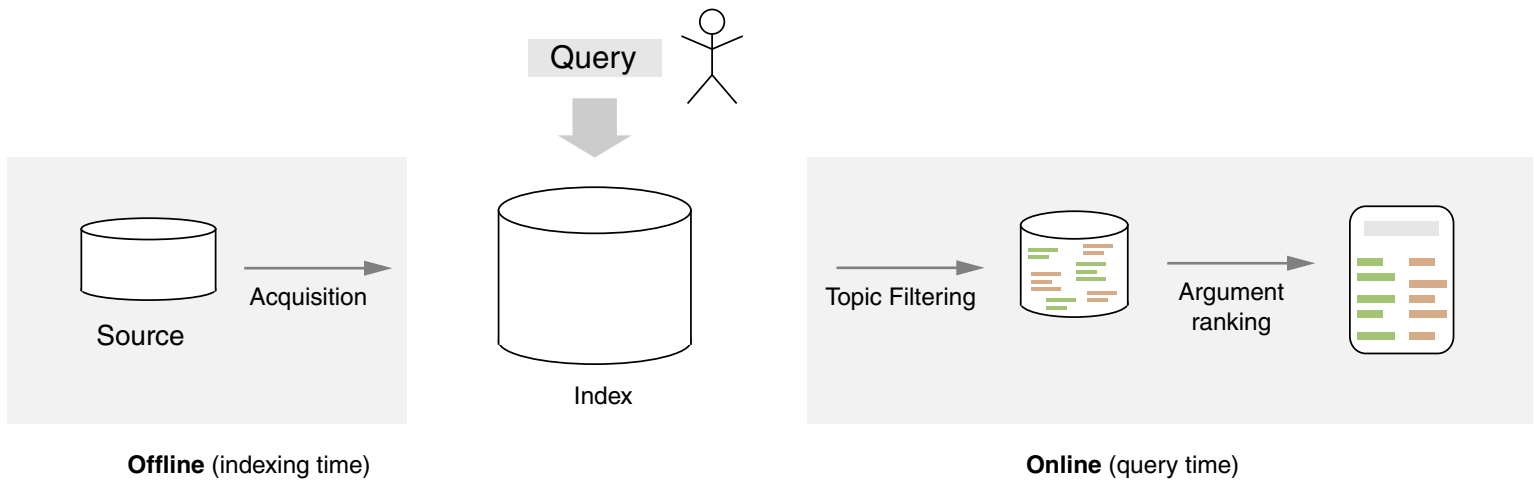 Query
Source
Acquisition
Index
Topic Filtering
Argument
ranking
Offline (indexing time)
Online (query time)